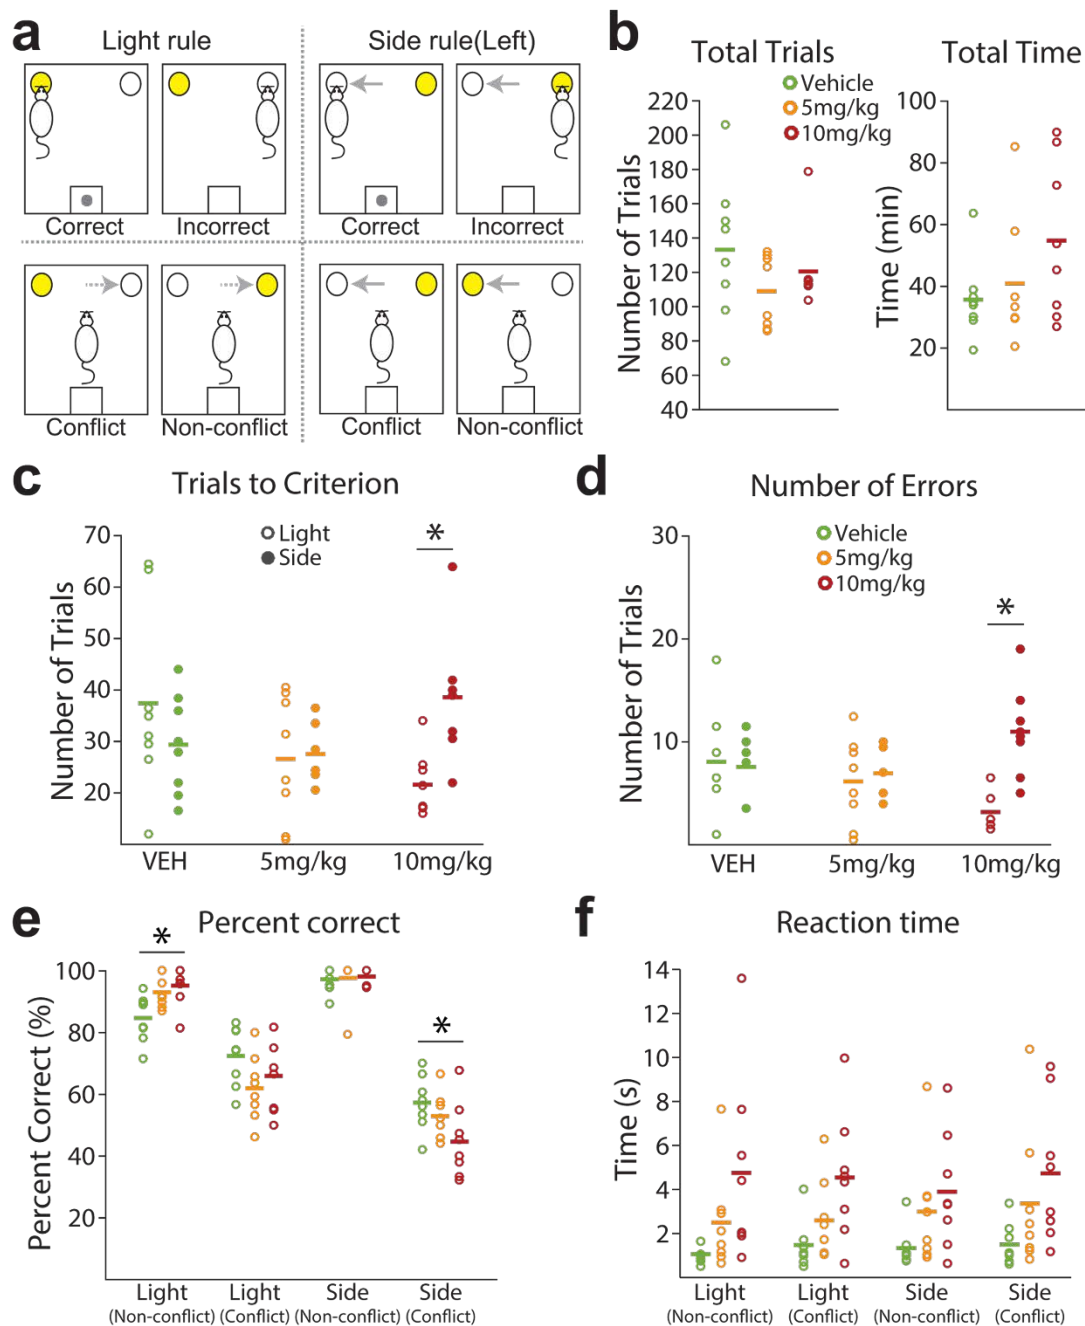 a
Light rule
Side rule(Left)
Correct
Incorrect
Correct
Incorrect
Conflict
Non-conflict
Conflict
Non-conflict
b
Total Trials
Total Time
Vehicle
5mg/kg
10mg/kg
Number of Trials
220
200
180
160
140
120
100
80
60
40
Time (min)
100
80
60
40
20
c
Trials to Criterion
Light
Side
*
Number of Trials
70
60
50
40
30
20
VEH
5mg/kg
10mg/kg
d
Number of Errors
Vehicle
5mg/kg
10mg/kg
*
Number of Trials
30
20
10
VEH
5mg/kg
10mg/kg
e
Percent correct
*
*
Percent Correct (%)
100
80
60
40
20
Light
(Non-conflict)
Light
(Conflict)
Side
(Non-conflict)
Side
(Conflict)
f
Reaction time
Time (s)
14
12
10
8
6
4
2
Light
(Non-conflict)
Light
(Conflict)
Side
(Non-conflict)
Side
(Conflict)